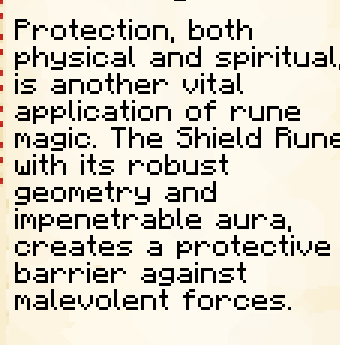 Protection, both
physical and spiritual,
is another vital
application of rune
magic. The Shield Rune
with its robust
geometry and
impenetrable aura,
creates a protective
barrier against
malevolent forces.